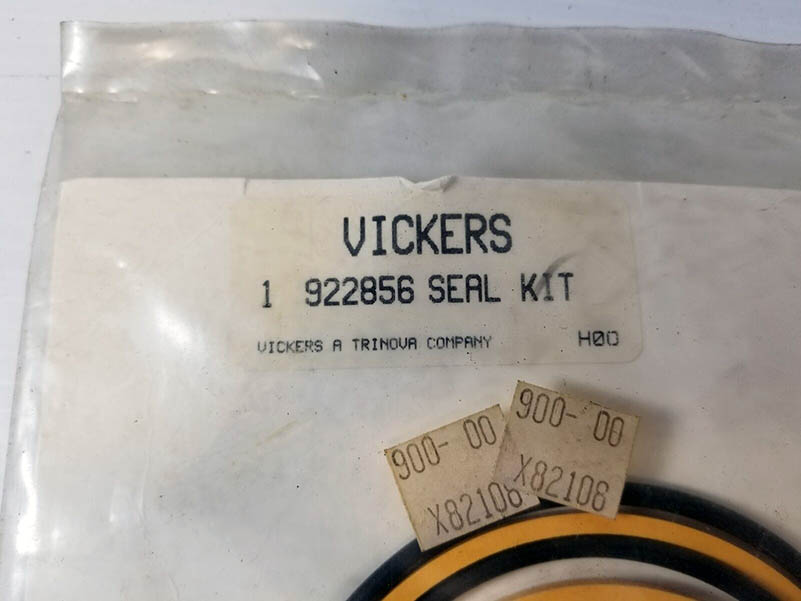 VICKERS
1 922856 SEAL KIT
VICKERS A TRINOVA COMPANY H00
900- 00
X82106
900- 00
X82106